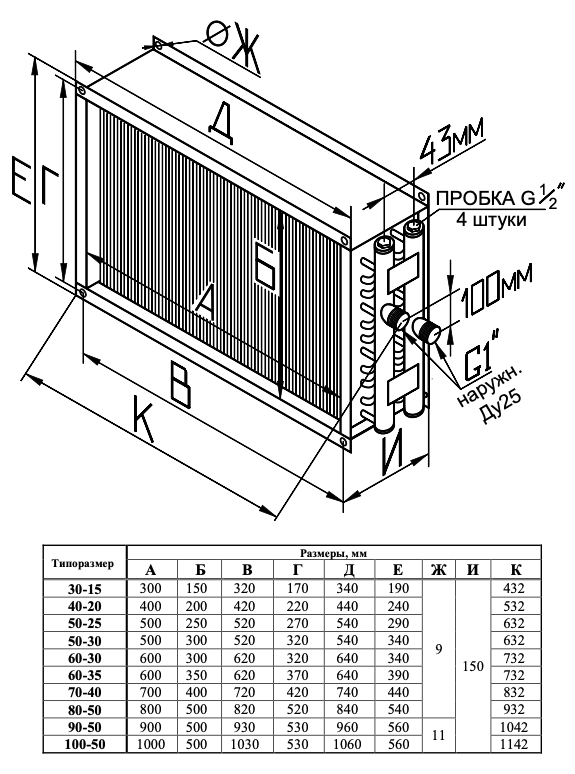 ⌀Ж
Д
43мм
ПРОБКА G 1/2"
4 штуки
Е
Г
Б
А
100мм
G1"
наружн.
Ду25
В
К
И
Типоразмер Размеры, мм
А Б В Г Д Е Ж И К
30-15 300 150 320 170 340 190 9 150 432
40-20 400 200 420 220 440 240 532
50-25 500 250 520 270 540 290 632
50-30 500 300 520 320 540 340 632
60-30 600 300 620 320 640 340 732
60-35 600 350 620 370 640 390 732
70-40 700 400 720 420 740 440 832
80-50 800 500 820 520 840 540 932
90-50 900 500 930 530 960 560 11 1042
100-50 1000 500 1030 530 1060 560 1142